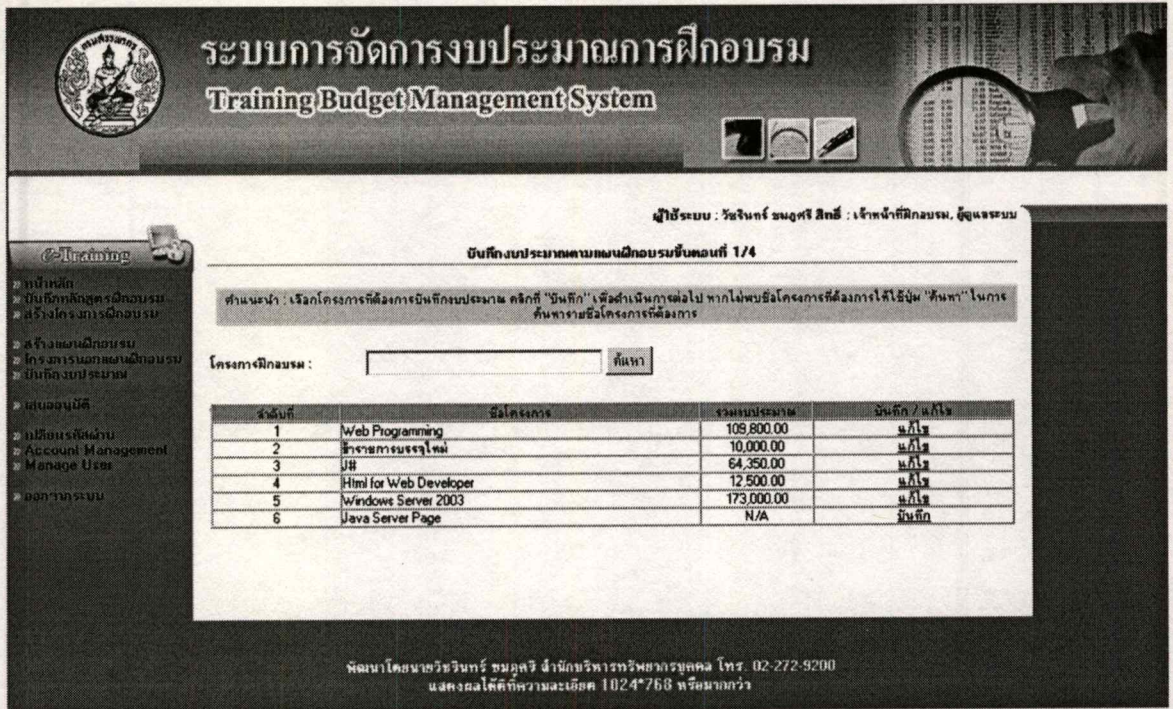 กรมสรรพากร
ระบบการจัดการงบประมาณการฝึกอบรม
Training Budget Management System
ผู้ใช้ระบบ : วัชรินทร์ ชมภูศรี สิทธิ์ : เจ้าหน้าที่ฝึกอบรม, ผู้ดูแลระบบ
e-Training
» หน้าหลัก
» บันทึกหลักสูตรฝึกอบรม
» สร้างโครงการฝึกอบรม
» สร้างแผนฝึกอบรม
» โครงการนอกแผนฝึกอบรม
» บันทึกงบประมาณ
» เสนออนุมัติ
» เปลี่ยนรหัสผ่าน
» Account Management
» Manage User
» ออกจากระบบ
บันทึกงบประมาณตามแผนฝึกอบรมขั้นตอนที่ 1/4
คำแนะนำ : เลือกโครงการที่ต้องการบันทึกงบประมาณ คลิกที่ "บันทึก" เพื่อดำเนินการต่อไป หากไม่พบชื่อโครงการที่ต้องการให้ใช้ปุ่ม "ค้นหา" ในการ
ค้นหารายชื่อโครงการที่ต้องการ
โครงการฝึกอบรม : ค้นหา
ลำดับที่ ชื่อโครงการ รวมงบประมาณ บันทึก / แก้ไข
1 Web Programming 109,800.00 แก้ไข
2 ข้าราชการบรรจุใหม่ 10,000.00 แก้ไข
3 J# 64,350.00 แก้ไข
4 Html for Web Developer 12,500.00 แก้ไข
5 Windows Server 2003 173,000.00 แก้ไข
6 Java Server Page N/A บันทึก
พัฒนาโดยนายวัชรินทร์ ชมภูศรี สำนักบริหารทรัพยากรบุคคล โทร. 02-272-9200
แสดงผลได้ดีที่ความละเอียด 1024*768 หรือมากกว่า